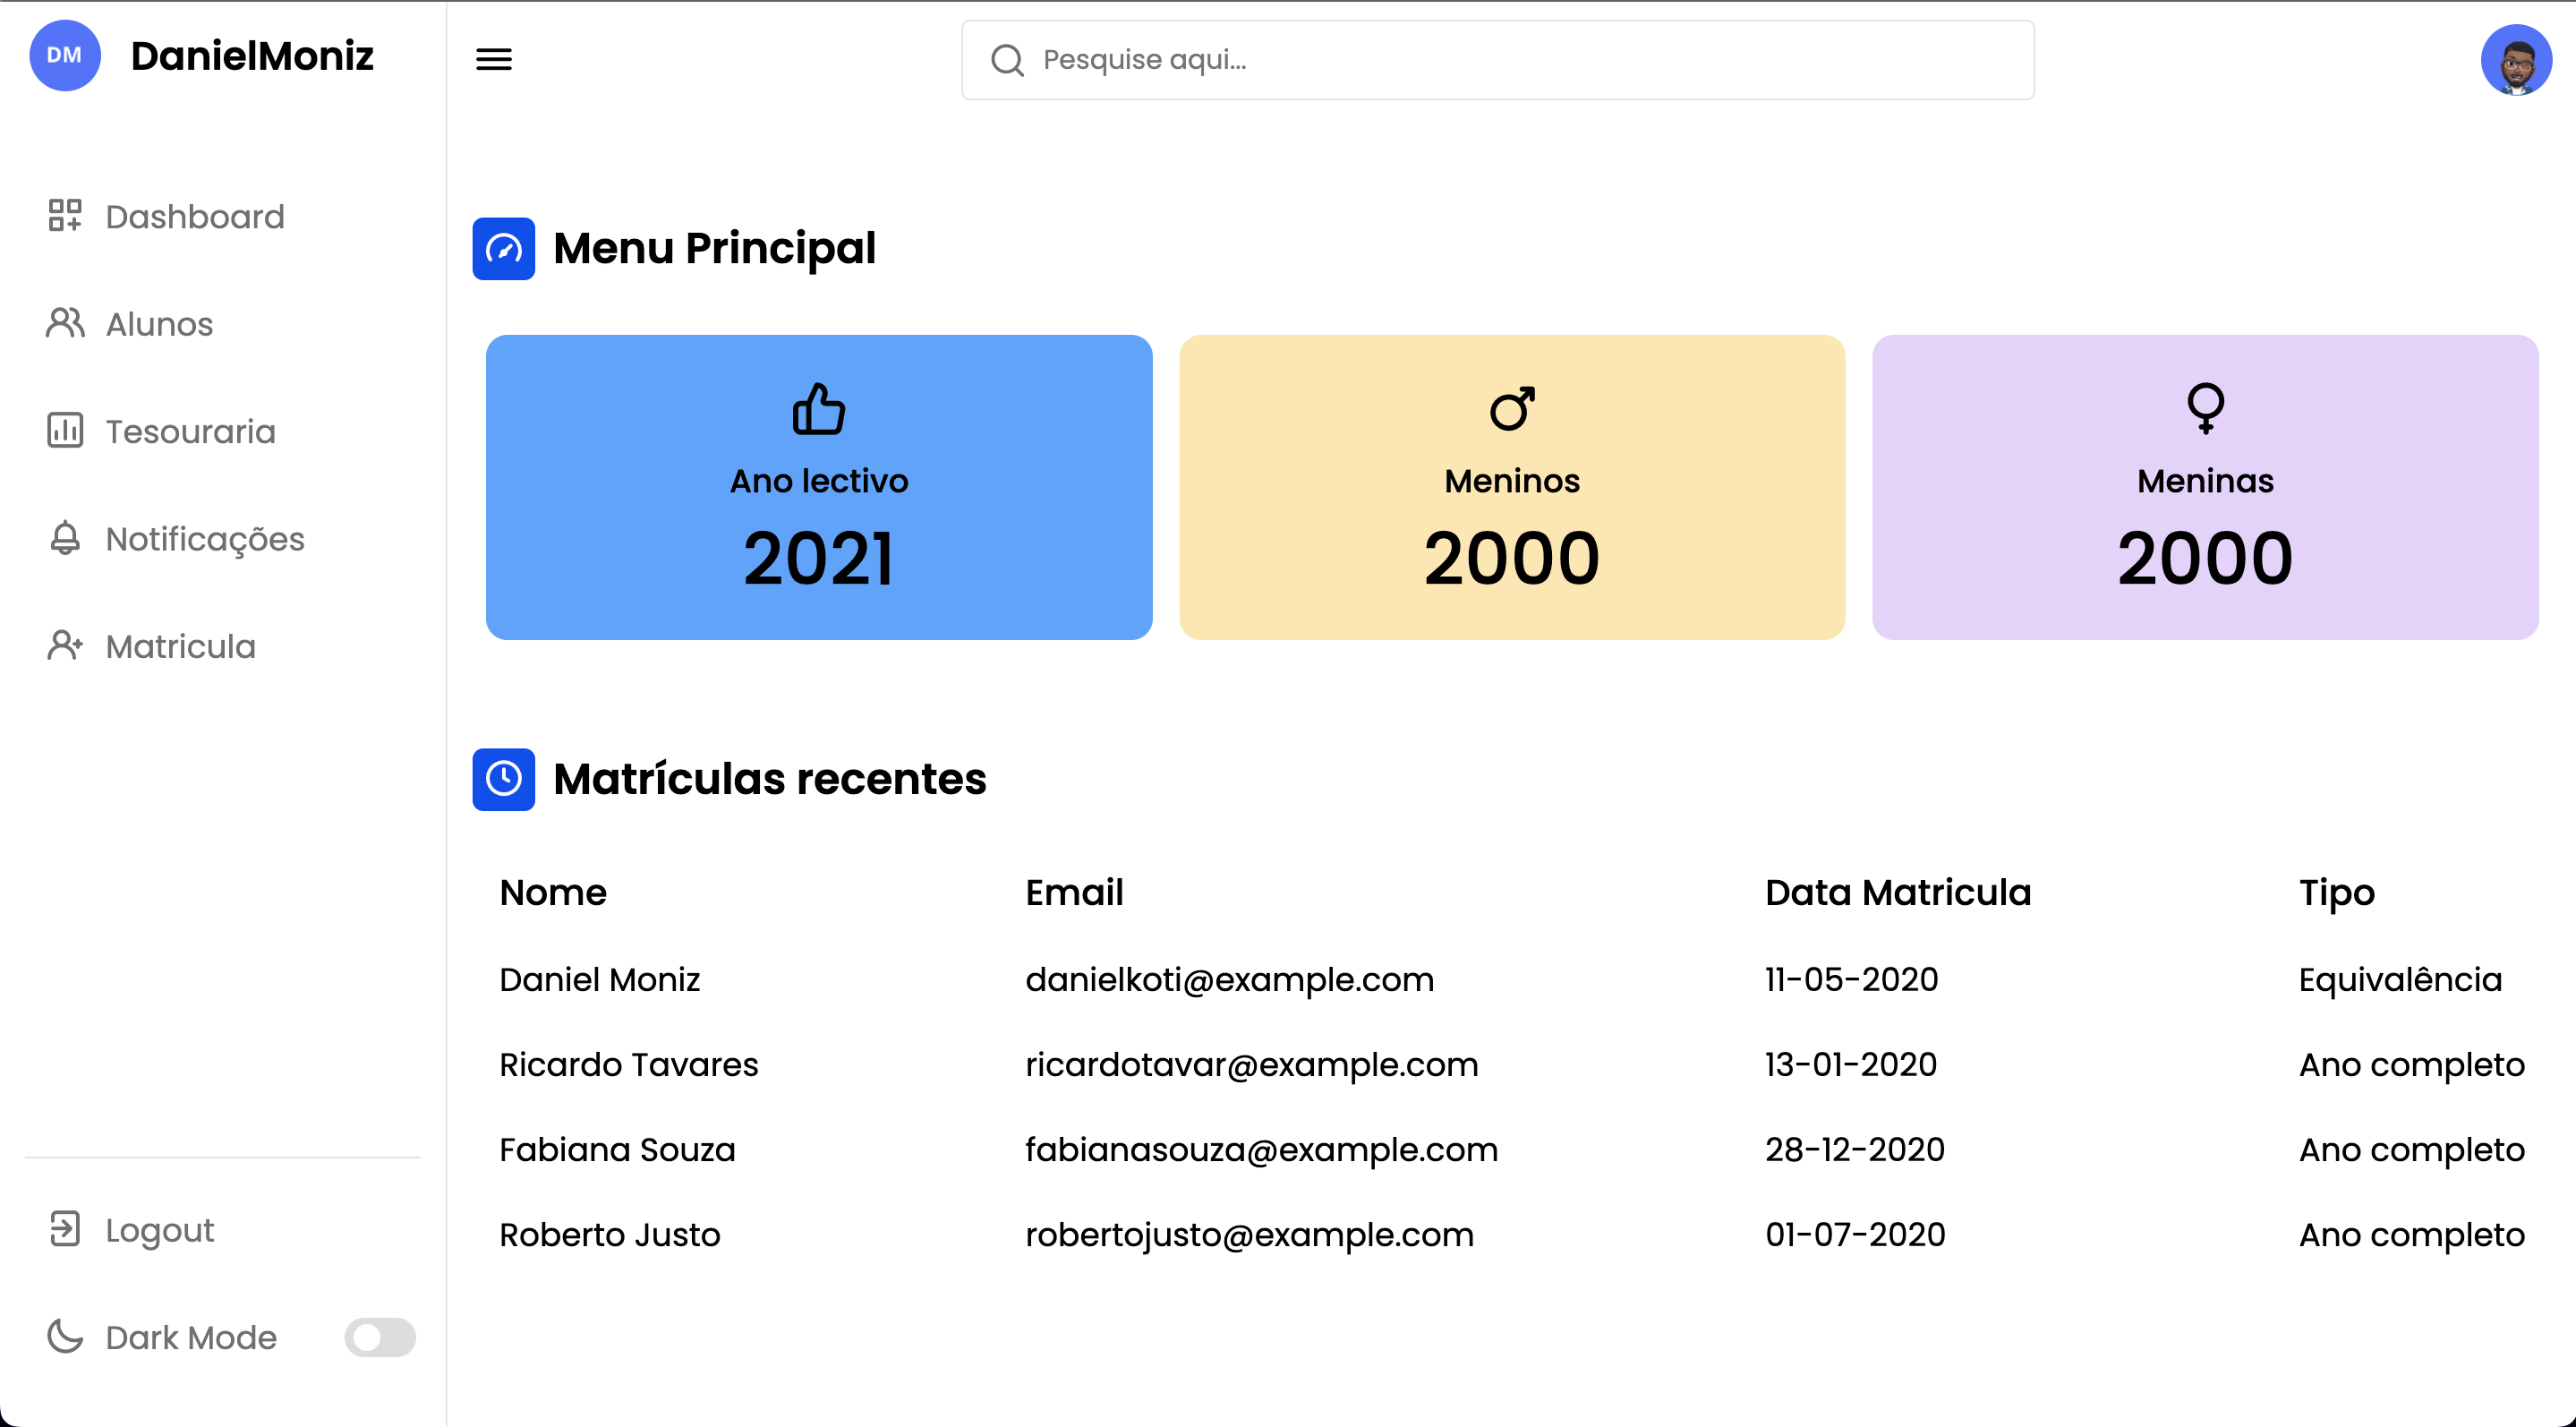 DM DanielMoniz
Pesquise aqui...
Dashboard
Alunos
Tesouraria
Notificações
Matricula
Logout
Dark Mode
Menu Principal
Ano lectivo
2021
Meninos
2000
Meninas
2000
Matrículas recentes
Nome Email Data Matricula Tipo
Daniel Moniz danielkoti@example.com 11-05-2020 Equivalência
Ricardo Tavares ricardotavar@example.com 13-01-2020 Ano completo
Fabiana Souza fabianasouza@example.com 28-12-2020 Ano completo
Roberto Justo robertojusto@example.com 01-07-2020 Ano completo